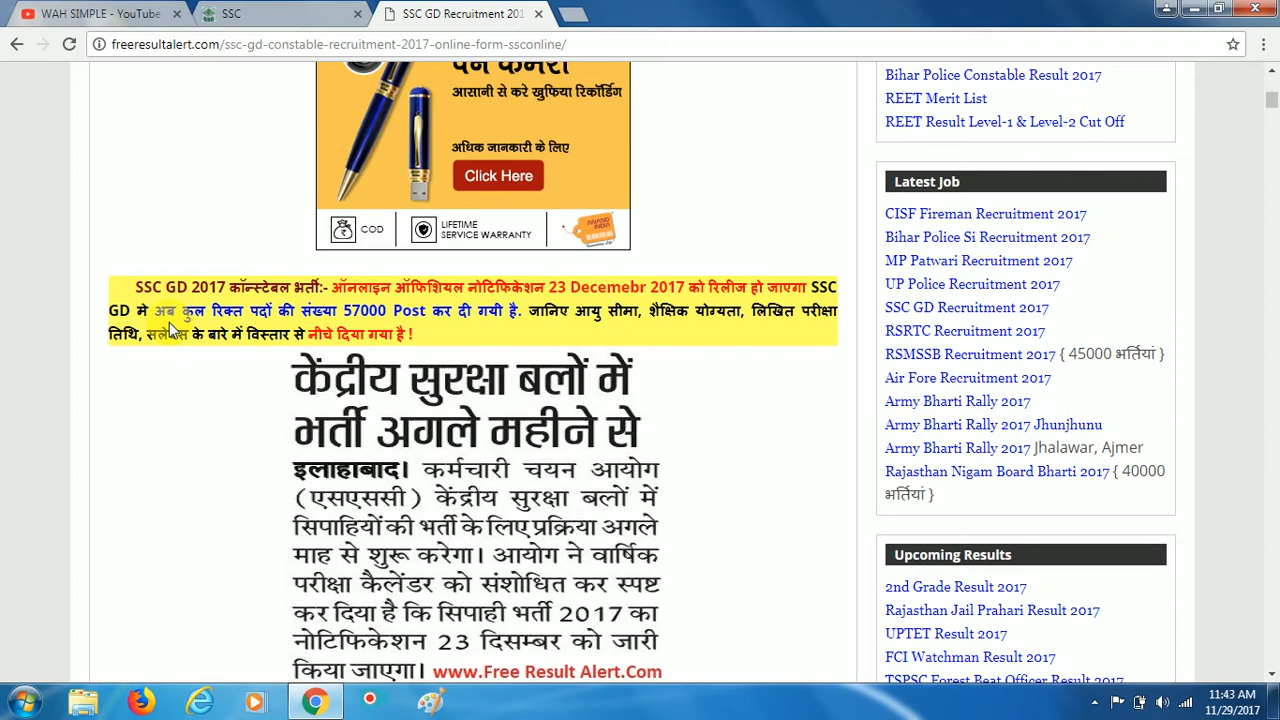 WAH SIMPLE - YouTube
SSC
SSC GD Recruitment 201
freeresultalert.com/ssc-gd-constable-recruitment-2017-online-form-ssconline/
पेन कैमरा
आसानी से करे खुफिया रिकॉर्डिंग
अधिक जानकारी के लिए
Click Here
COD
LIFETIME
SERVICE WARRANTY
SSC GD 2017 कॉन्स्टेबल भर्ती:- ऑनलाइन ऑफिशियल नोटिफिकेशन 23 Decemebr 2017 को रिलीज हो जाएगा SSC
GD मे अब कुल रिक्त पदों की संख्या 57000 Post कर दी गयी है. जानिए आयु सीमा, शैक्षिक योग्यता, लिखित परीक्षा
तिथि, सलेबस के बारे में विस्तार से नीचे दिया गया है !
केंद्रीय सुरक्षा बलों में
भर्ती अगले महीने से
इलाहाबाद। कर्मचारी चयन आयोग
(एसएससी) केंद्रीय सुरक्षा बलों में
सिपाहियों की भर्ती के लिए प्रक्रिया अगले
माह से शुरू करेगा। आयोग ने वार्षिक
परीक्षा कैलेंडर को संशोधित कर स्पष्ट
कर दिया है कि सिपाही भर्ती 2017 का
नोटिफिकेशन 23 दिसम्बर को जारी
किया जाएगा। www.Free Result Alert.Com
Bihar Police Constable Result 2017
REET Merit List
REET Result Level-1 & Level-2 Cut Off
Latest Job
CISF Fireman Recruitment 2017
Bihar Police Si Recruitment 2017
MP Patwari Recruitment 2017
UP Police Recruitment 2017
SSC GD Recruitment 2017
RSRTC Recruitment 2017
RSMSSB Recruitment 2017 { 45000 भर्तियां }
Air Fore Recruitment 2017
Army Bharti Rally 2017
Army Bharti Rally 2017 Jhunjhunu
Army Bharti Rally 2017 Jhalawar, Ajmer
Rajasthan Nigam Board Bharti 2017 { 40000
भर्तियां }
Upcoming Results
2nd Grade Result 2017
Rajasthan Jail Prahari Result 2017
UPTET Result 2017
FCI Watchman Result 2017
TSPSC Forest Beat Officer Result 2017
11:43 AM
11/29/2017